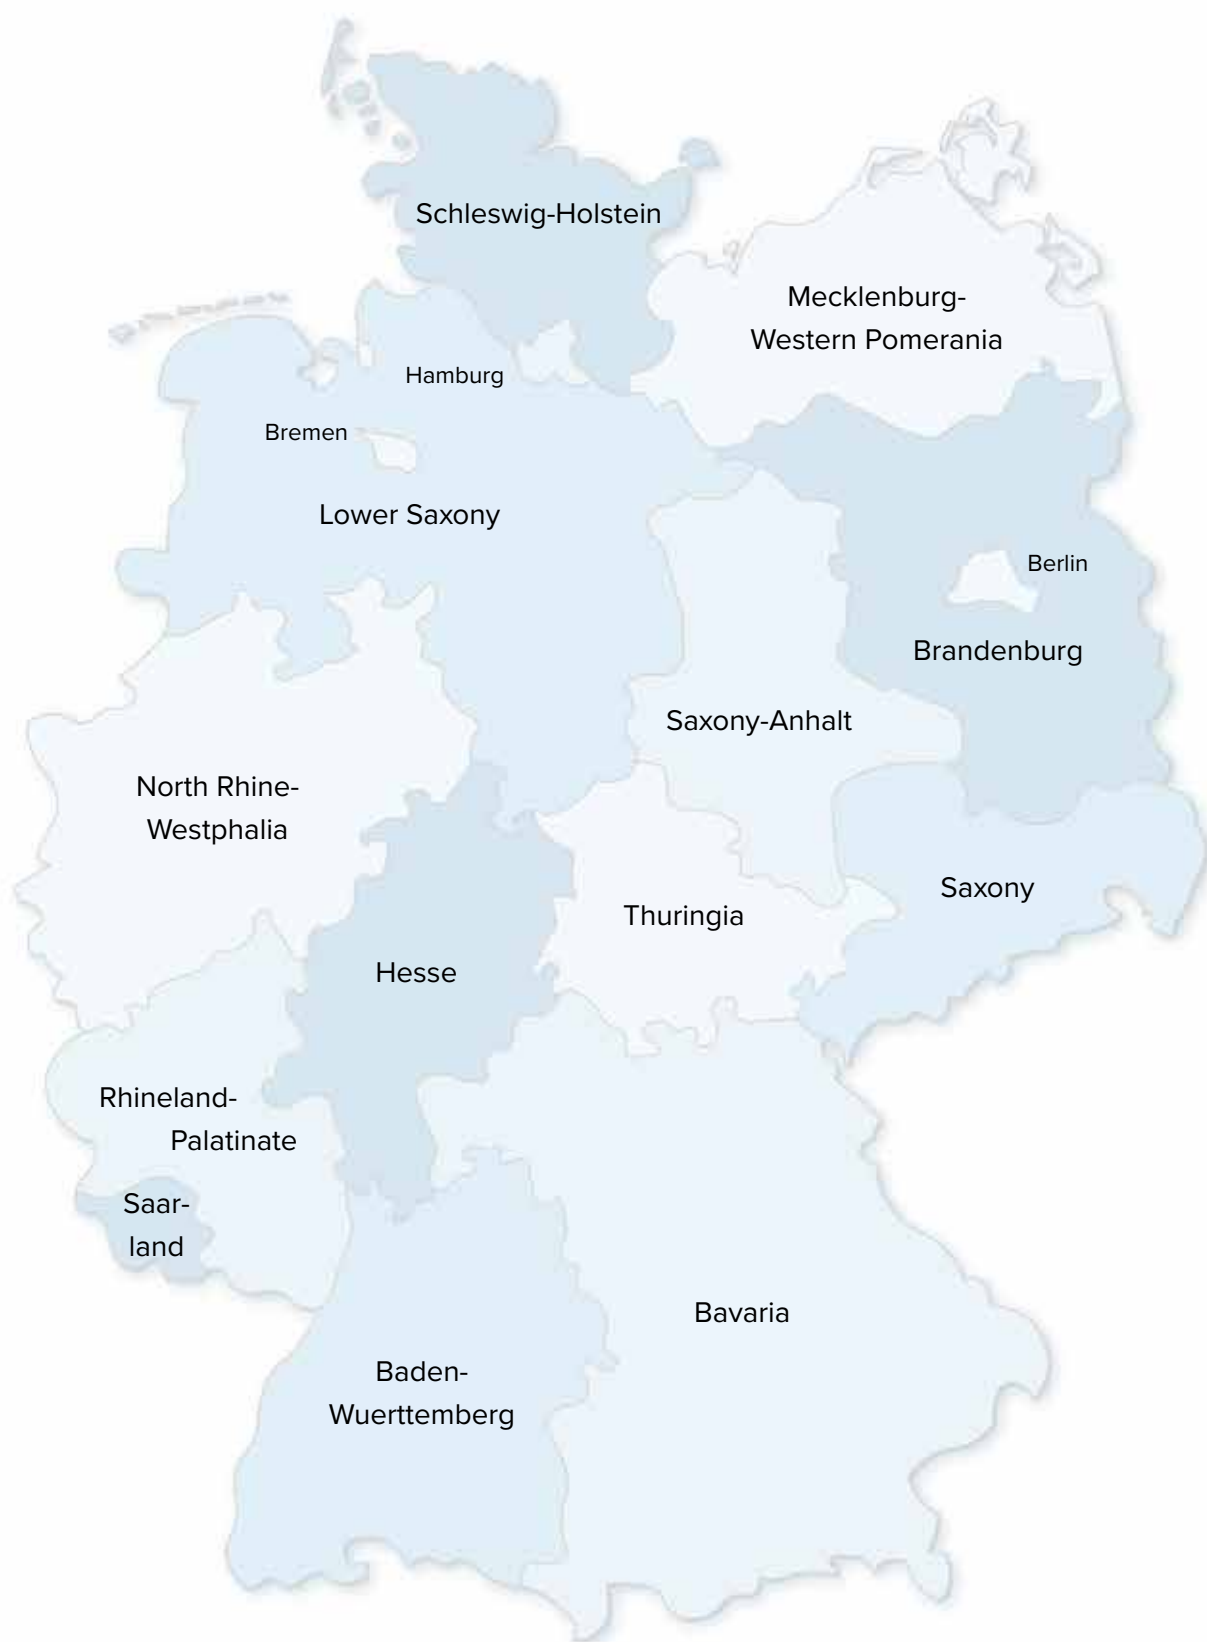 Schleswig-Holstein
Mecklenburg-
Western Pomerania
Hamburg
Bremen
Lower Saxony
Berlin
Brandenburg
Saxony-Anhalt
North Rhine-
Westphalia
Saxony
Thuringia
Hesse
Rhineland-
Palatinate
Saar-
land
Bavaria
Baden-
Wuerttemberg